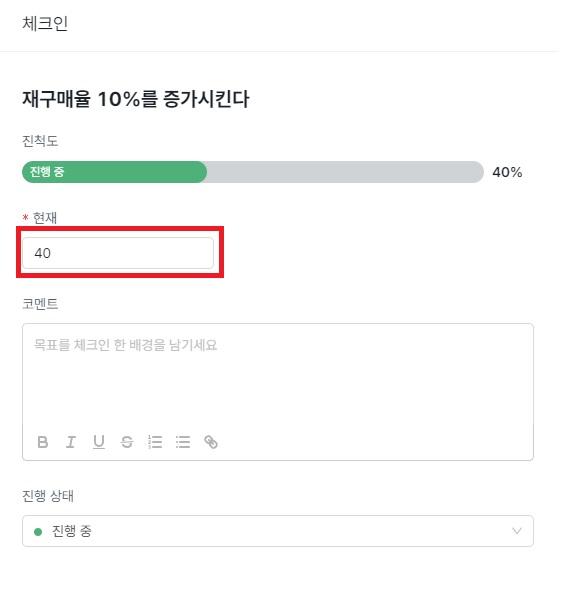 체크인
재구매율 10%를 증가시킨다
진척도
진행 중
40%
* 현재
40
코멘트
목표를 체크인 한 배경을 남기세요
B I U S
진행 상태
진행 중